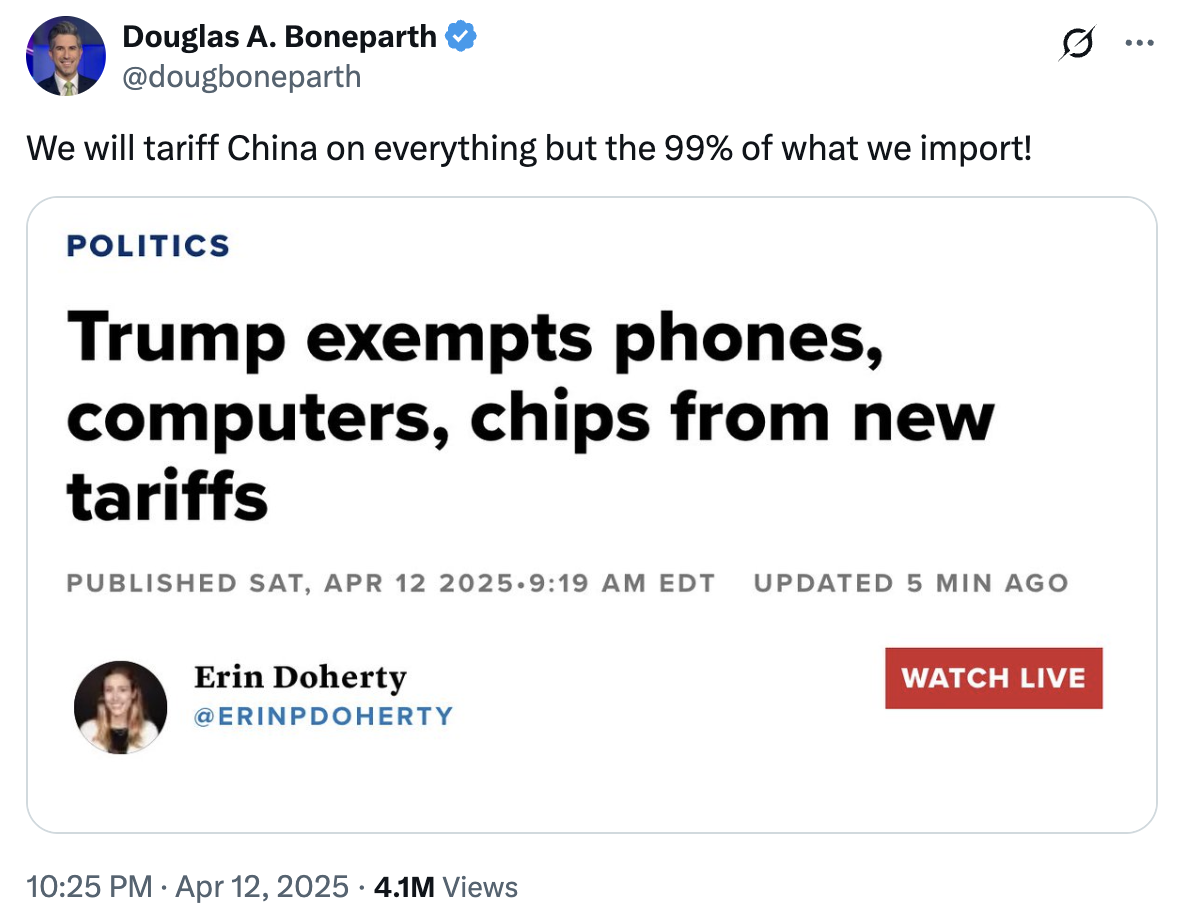 Douglas A. Boneparth
@dougboneparth
We will tariff China on everything but the 99% of what we import!
POLITICS
Trump exempts phones,
computers, chips from new
tariffs
PUBLISHED SAT, APR 12 2025•9:19 AM EDT UPDATED 5 MIN AGO
Erin Doherty
@ERINPDOHERTY
WATCH LIVE
10:25 PM · Apr 12, 2025 · 4.1M Views